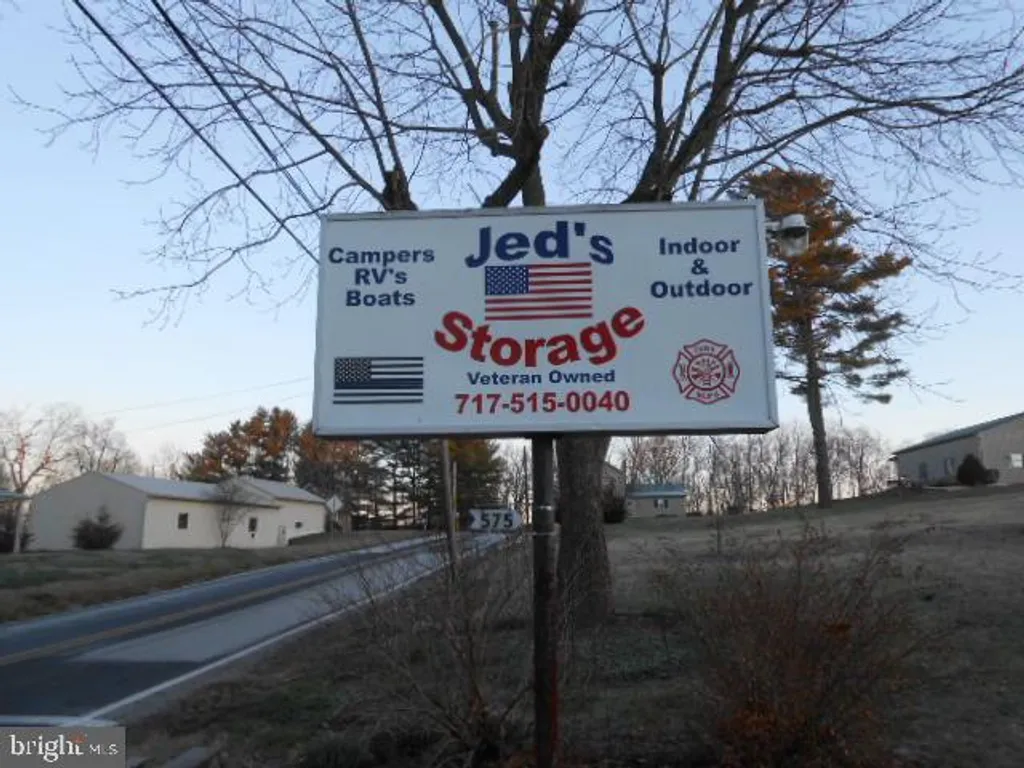 Jed's
Campers
RV's
Boats
Indoor
&
Outdoor
Storage
Veteran Owned
717-515-0040
575
bright MLS